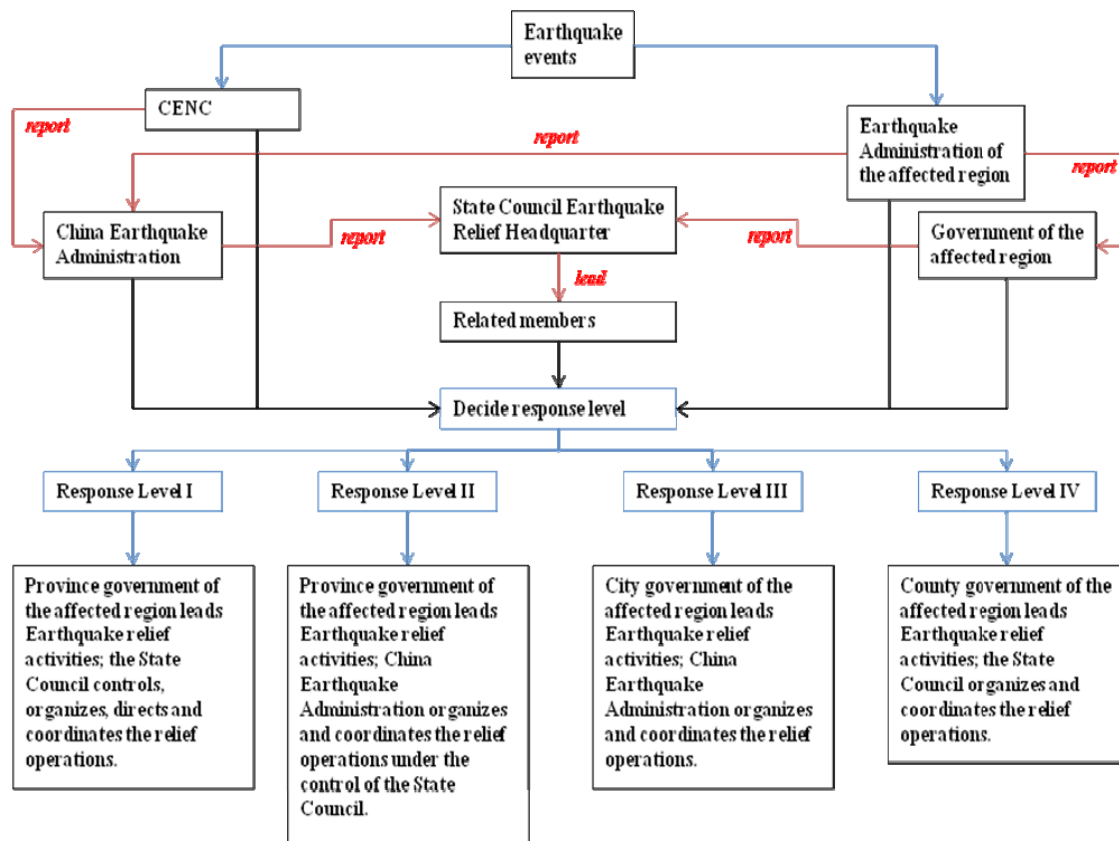 Earthquake
events
CENC
report
report
Earthquake
Administration of
the affected region
report
China Earthquake
Administration
report
State Council Earthquake
Relief Headquarter
report
Government of the
affected region
lead
Related members
Decide response level
Response Level I
Response Level II
Response Level III
Response Level IV
Province government of
the affected region leads
Earthquake relief
activities; the State
Council controls,
organizes, directs and
coordinates the relief
operations.
Province government of
the affected region leads
Earthquake relief
activities; China
Earthquake
Administration organizes
and coordinates the relief
operations under the
control of the State
Council.
City government of the
affected region leads
Earthquake relief
activities; China
Earthquake
Administration organizes
and coordinates the relief
operations.
County government of the
affected region leads
Earthquake relief
activities; the State
Council organizes and
coordinates the relief
operations.